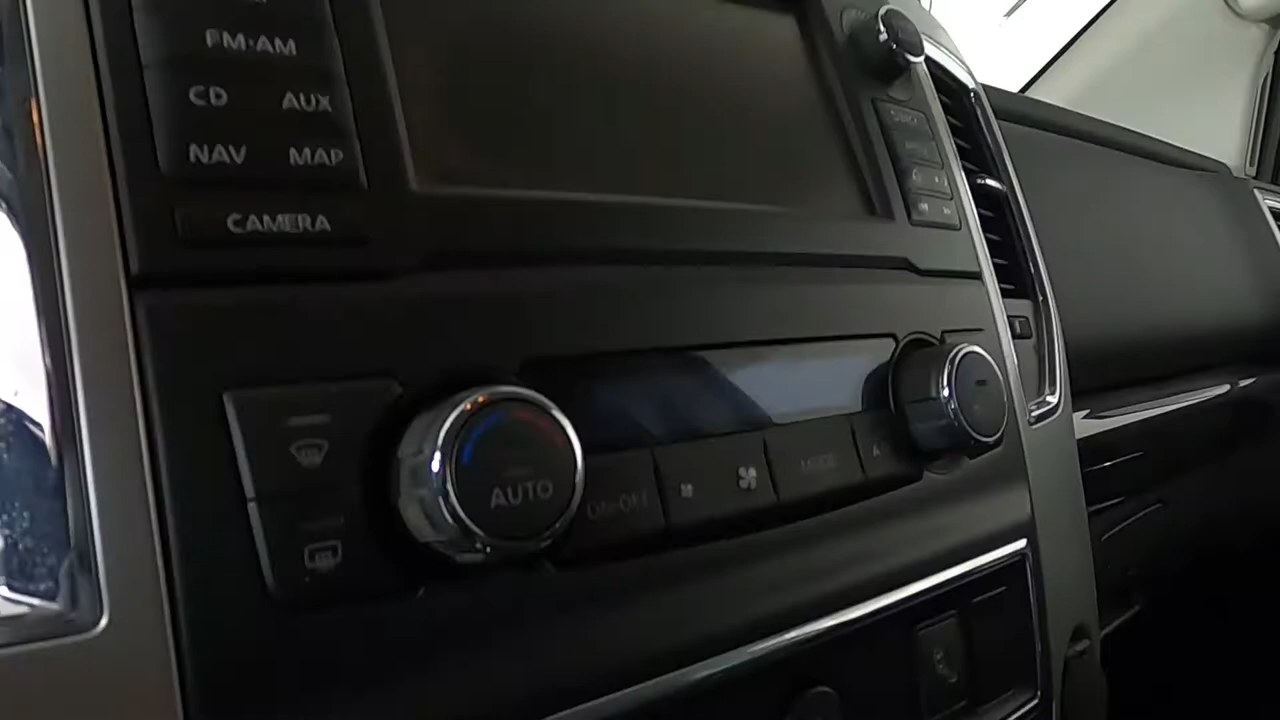 FM·AM
CD AUX
NAV MAP
CAMERA
AUTO
ON·OFF
MODE
A